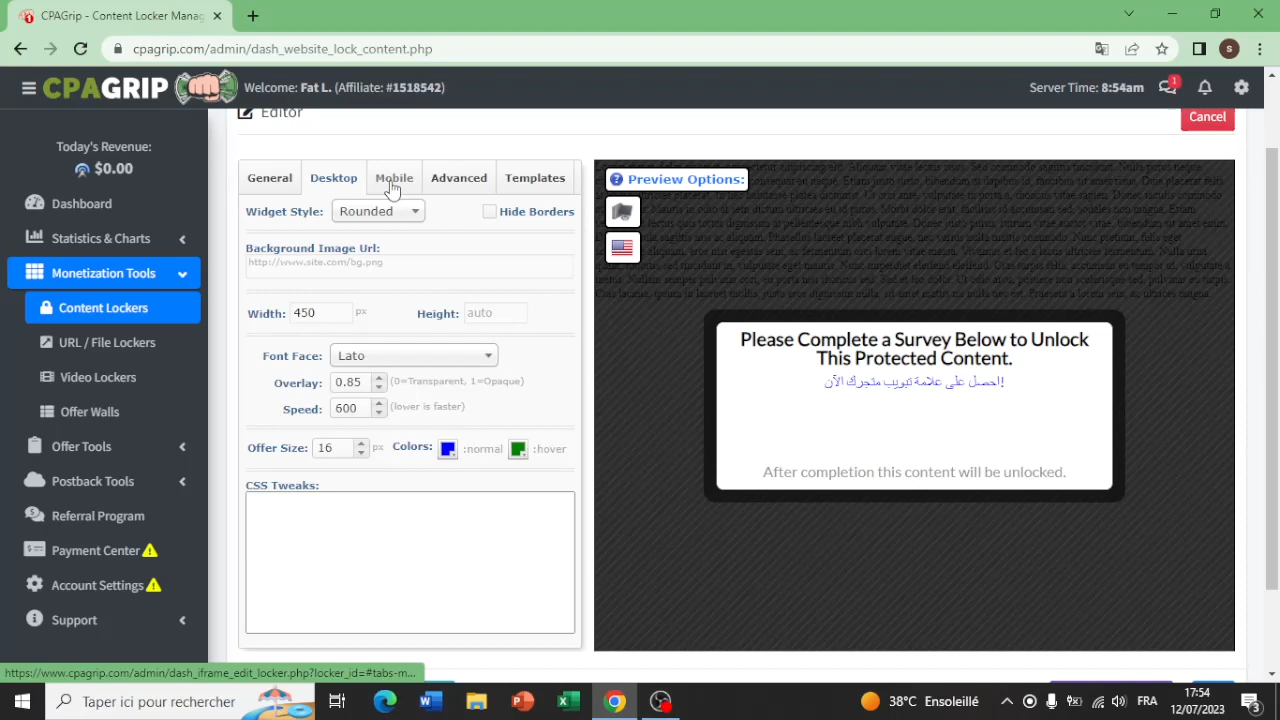 CPAGrip - CPA Content Locker Manag
cpagrip.com/admin/dash_website_lock_content.php
CPAGRIP
Welcome: Fat L. (Affiliate: #1518542)
Server Time: 8:54am
1
Editor
Cancel
Today's Revenue:
$0.00
Dashboard
Statistics & Charts
Monetization Tools
Content Lockers
URL / File Lockers
Video Lockers
Offer Walls
Offer Tools
Postback Tools
Referral Program
Payment Center
Account Settings
Support
General
Desktop
Mobile
Advanced
Templates
Widget Style: Rounded
Hide Borders
Background Image Url:
http://www.site.com/bg.png
Width: 450 px
Height: auto
Font Face: Lato
Overlay: 0.85 (0=Transparent, 1=Opaque)
Speed: 600 (lower is faster)
Offer Size: 16 px
Colors: :normal :hover
CSS Tweaks:
Preview Options:
Please Complete a Survey Below to Unlock
This Protected Content.
احصل على علامة تبويب متجرك الآن!
After completion this content will be unlocked.
https://www.cpagrip.com/admin/dash_iframe_edit_locker.php?locker_id=#tabs-m...
Taper ici pour rechercher
38°C Ensoleillé
FRA
17:54
12/07/2023
3